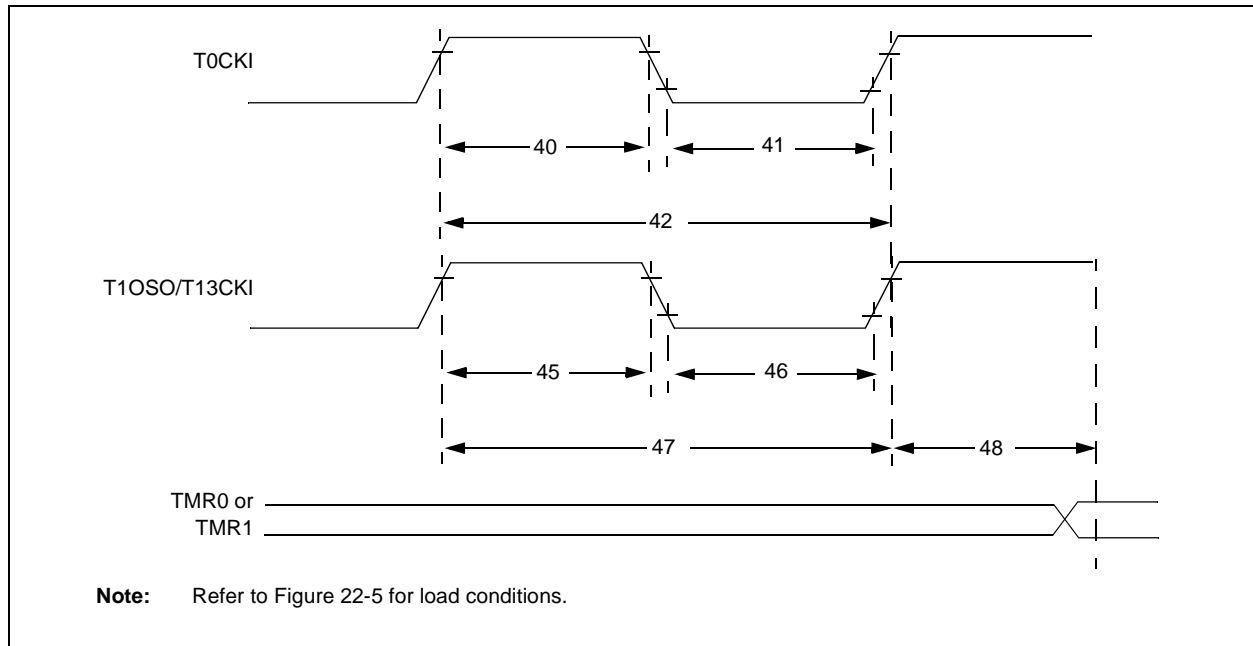 T0CKI
40
41
42
T1OSO/T13CKI
45
46
47
48
TMR0 or
TMR1
Note: Refer to Figure 22-5 for load conditions.